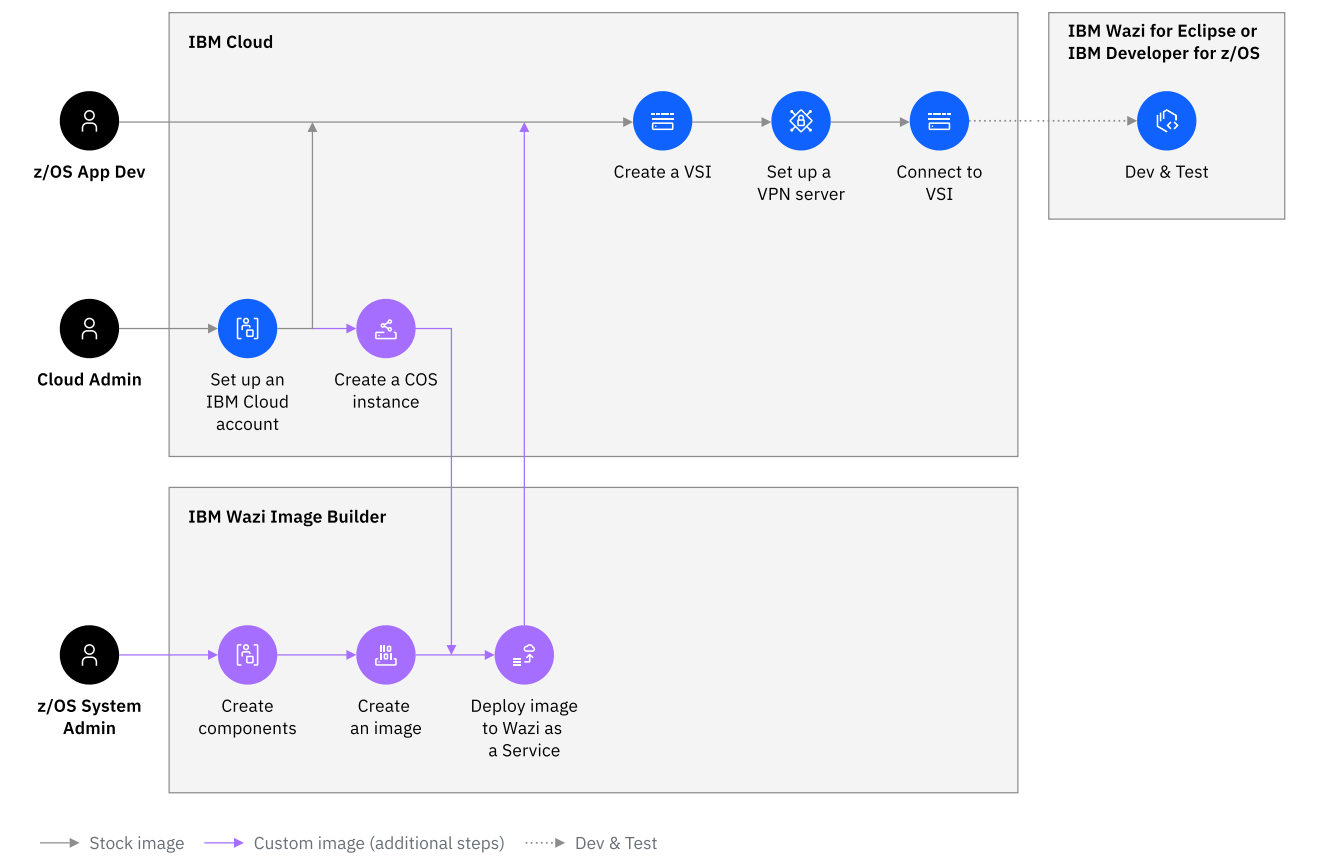 IBM Cloud
IBM Wazi for Eclipse or
IBM Developer for z/OS
z/OS App Dev
Create a VSI
Set up a
VPN server
Connect to
VSI
Dev & Test
Cloud Admin
Set up an
IBM Cloud
account
Create a COS
instance
IBM Wazi Image Builder
z/OS System
Admin
Create
components
Create
an image
Deploy image
to Wazi as
a Service
Stock image
Custom image (additional steps)
Dev & Test